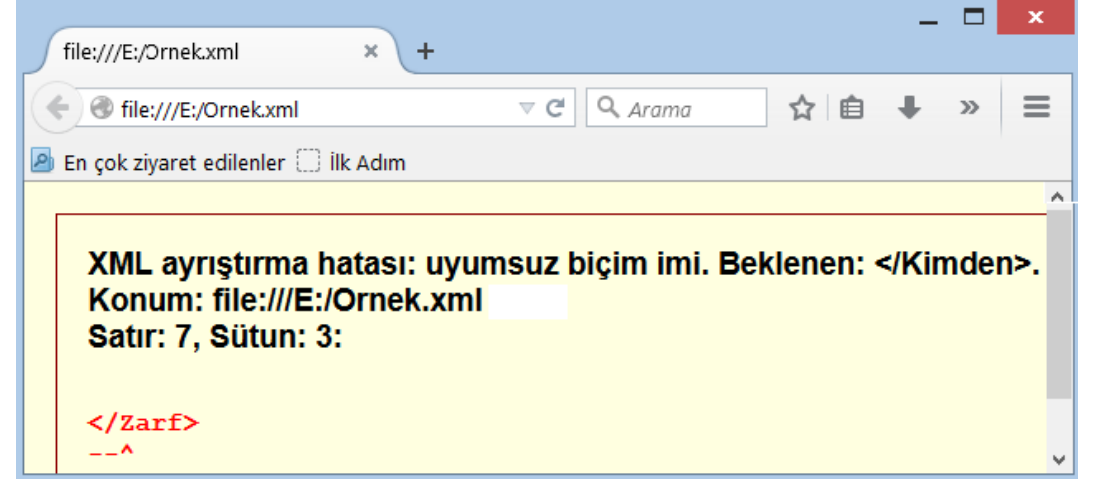 file:///E:/Ornek.xml
file:///E:/Ornek.xml
Arama
En çok ziyaret edilenler İlk Adım
XML ayrıştırma hatası: uyumsuz biçim imi. Beklenen: </Kimden>.
Konum: file:///E:/Ornek.xml
Satır: 7, Sütun: 3:
</Zarf>
--^